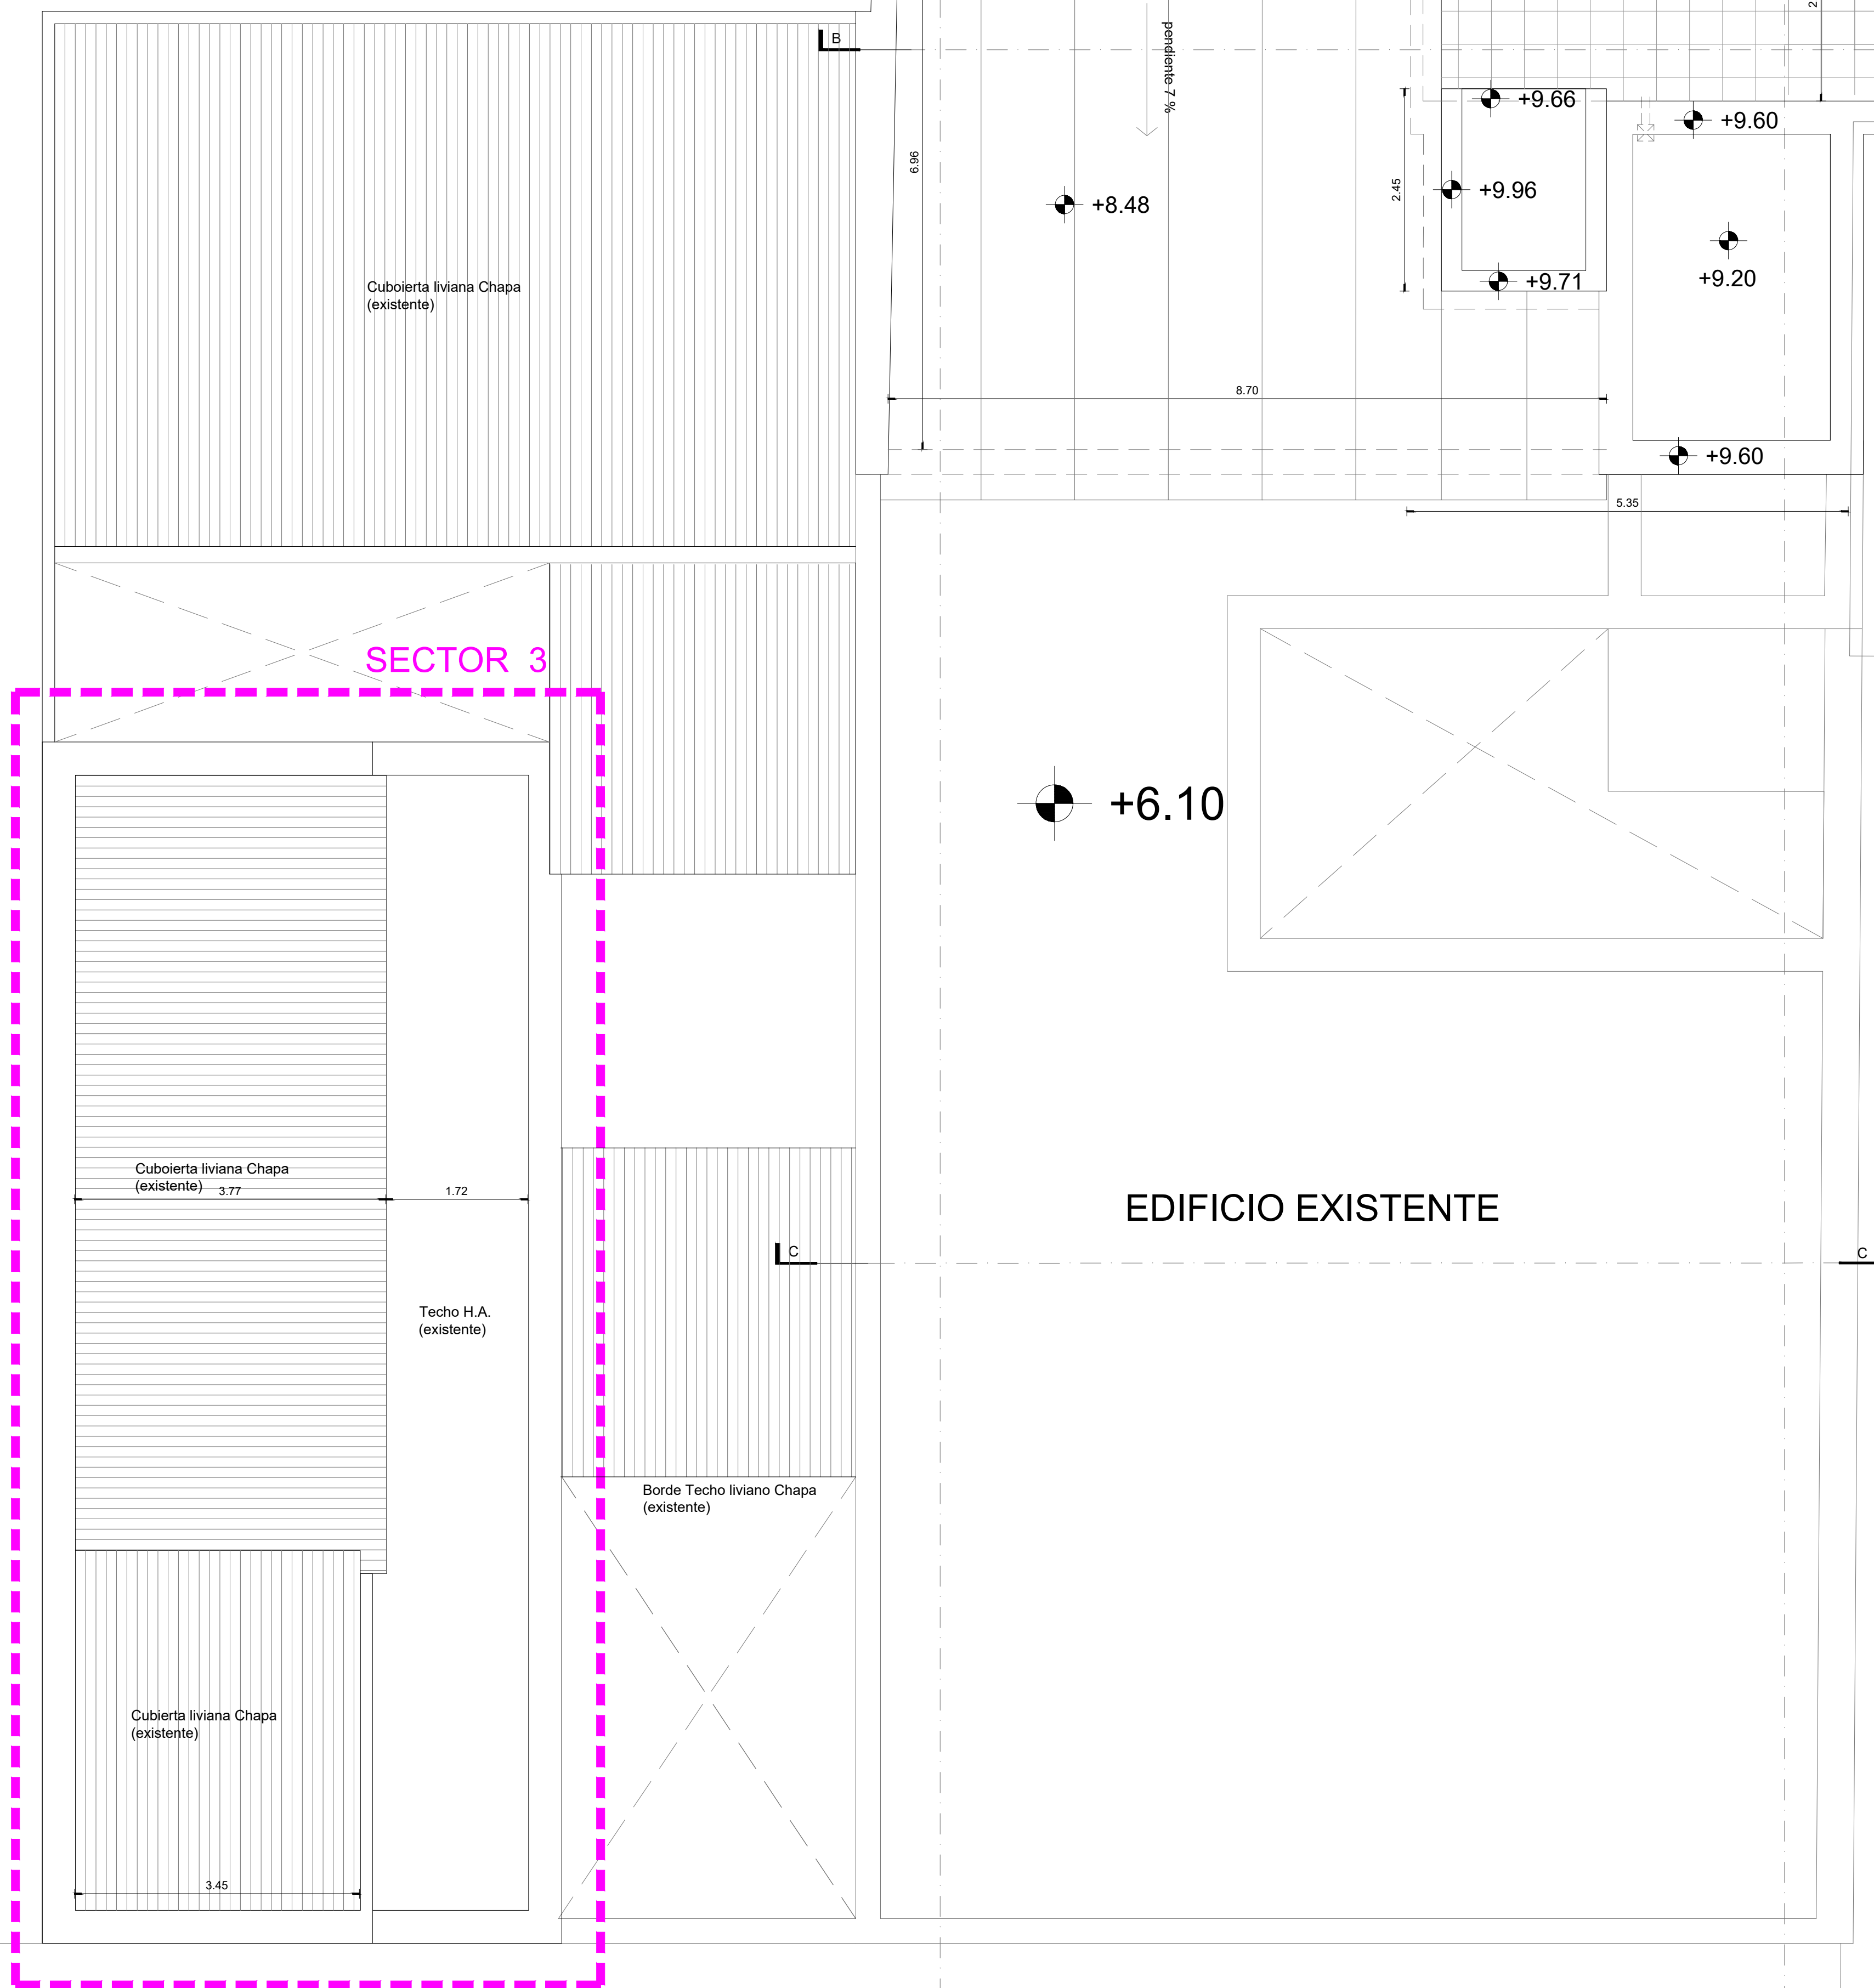 2
B
pendiente 7 %
+9.66
+9.60
6.96
2.45
+9.96
+8.48
+9.20
+9.71
Cuboierta liviana Chapa
(existente)
8.70
+9.60
5.35
SECTOR 3
+6.10
Cuboierta liviana Chapa
(existente)
3.77
1.72
EDIFICIO EXISTENTE
C
C
Techo H.A.
(existente)
Borde Techo liviano Chapa
(existente)
Cubierta liviana Chapa
(existente)
3.45